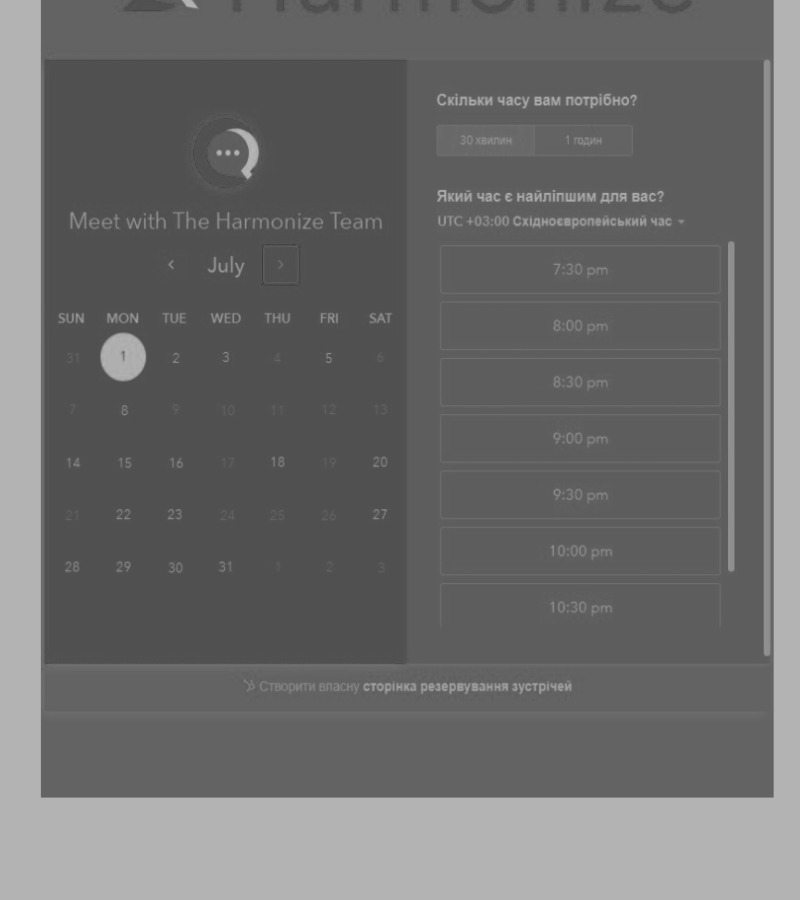 Harmonize
Meet with The Harmonize Team
July
SUN MON TUE WED THU FRI SAT
31 1 2 3 4 5 6
7 8 9 10 11 12 13
14 15 16 17 18 19 20
21 22 23 24 25 26 27
28 29 30 31 1 2 3
Скільки часу вам потрібно?
30 хвилин 1 годин
Який час є найліпшим для вас?
UTC +03:00 Східноєвропейський час
7:30 pm
8:00 pm
8:30 pm
9:00 pm
9:30 pm
10:00 pm
10:30 pm
Створити власну сторінка резервування зустрічей